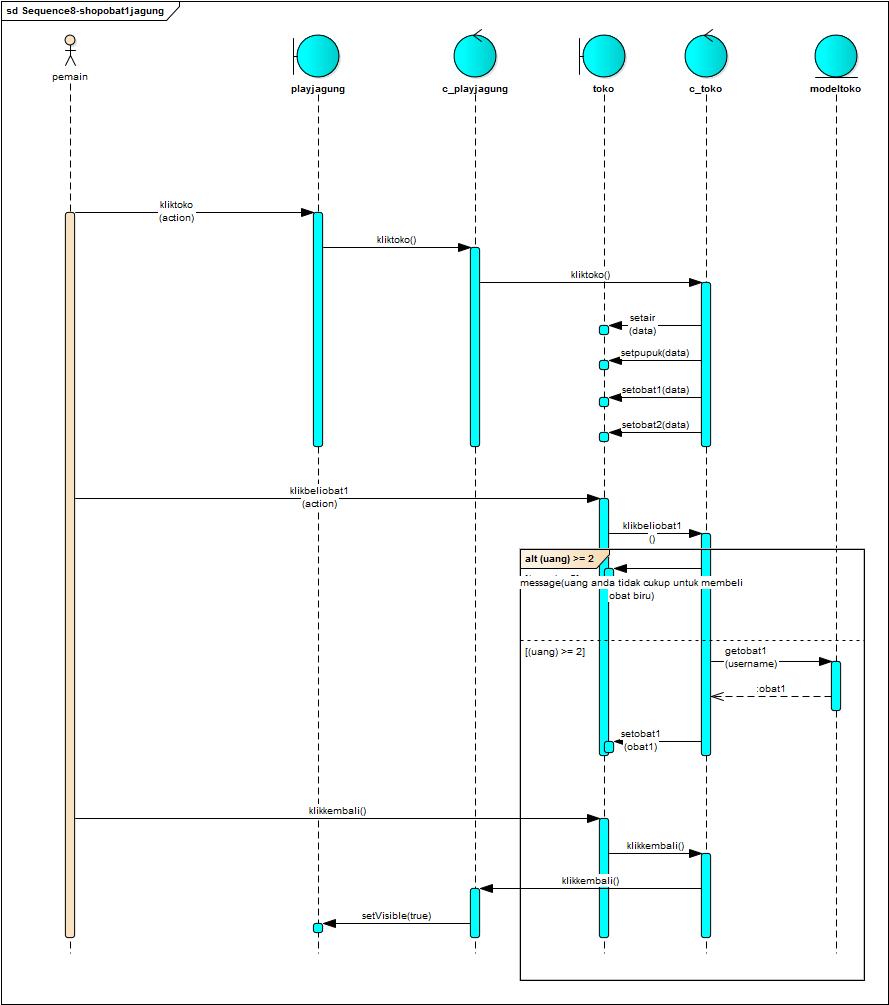 sd Sequence8-shopobat1jagung
pemain
playjagung
c_playjagung
toko
c_toko
modeltoko
kliktoko
(action)
kliktoko()
kliktoko()
setair
(data)
setpupuk(data)
setobat1(data)
setobat2(data)
klikbeliobat1
(action)
klikbeliobat1
()
alt (uang) >= 2
message(uang anda tidak cukup untuk membeli
obat biru)
[(uang) >= 2]
getobat1
(username)
:obat1
setobat1
(obat1)
klikkembali()
klikkembali()
klikkembali()
setVisible(true)